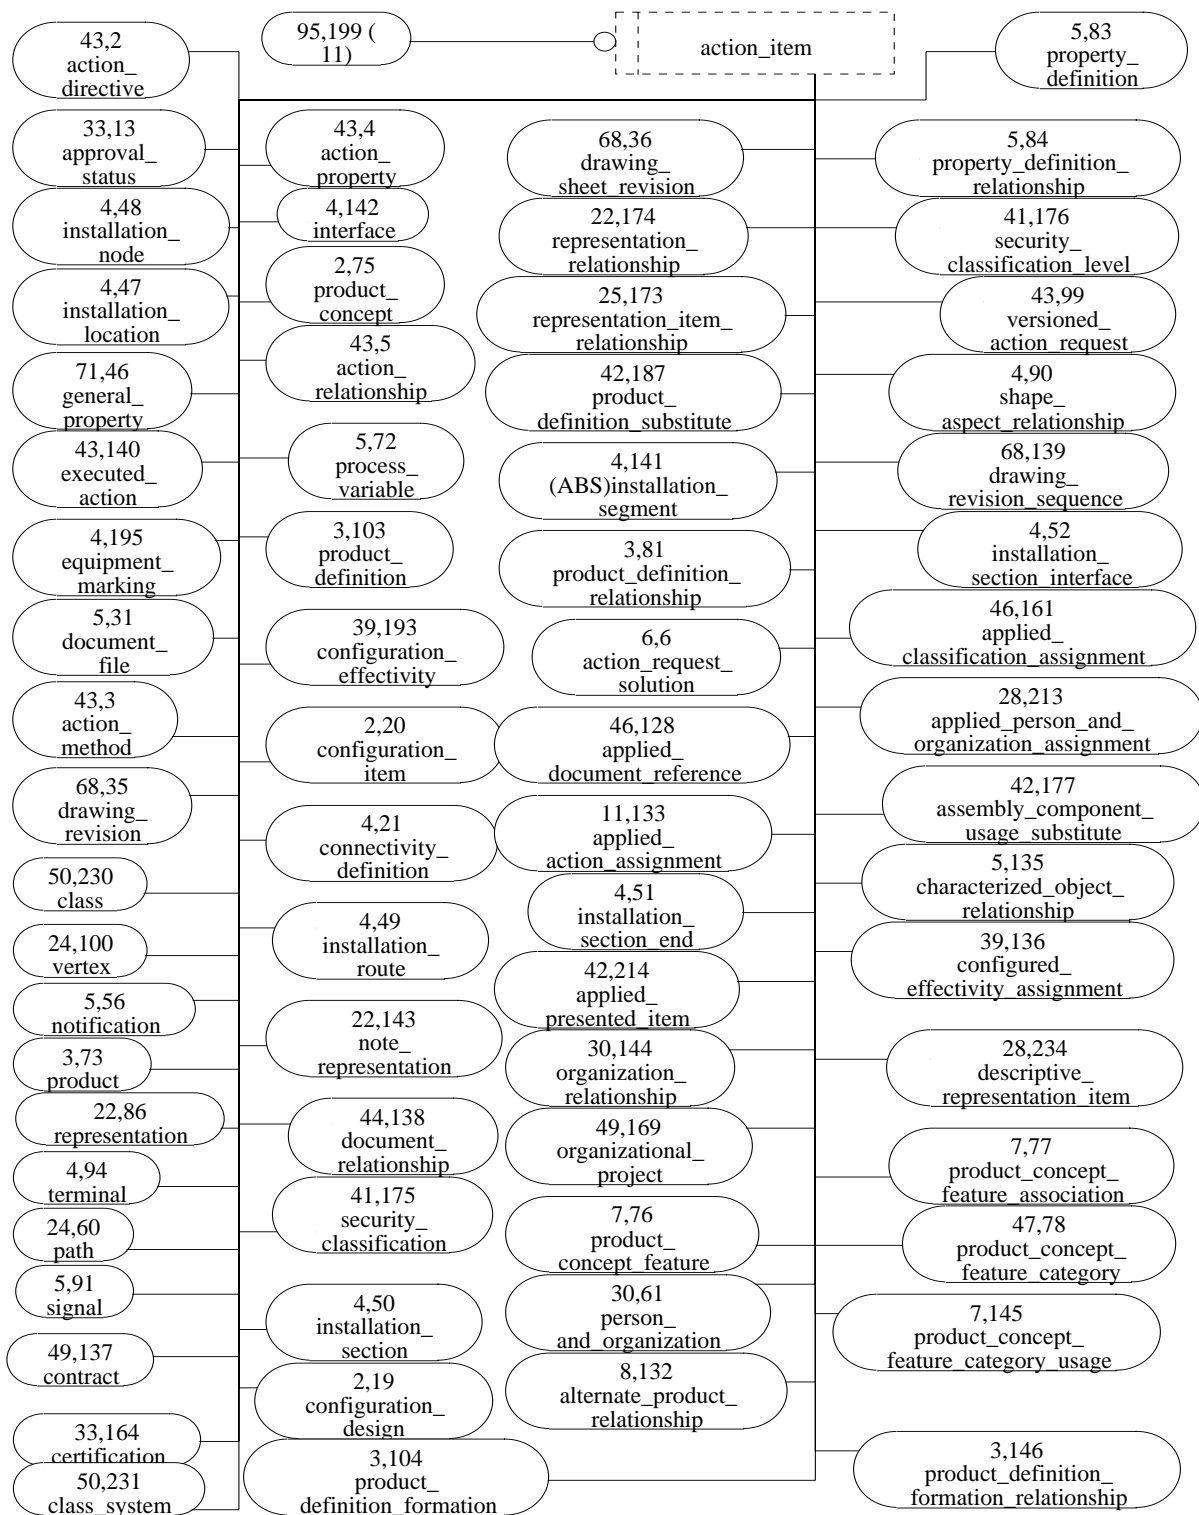 95,199 (
11)
action_item
43,2
action_
directive
33,13
approval_
status
4,48
installation_
node
4,47
installation_
location
71,46
general_
property
43,140
executed_
action
4,195
equipment_
marking
5,31
document_
file
43,3
action_
method
68,35
drawing_
revision
50,230
class
24,100
vertex
5,56
notification
3,73
product
22,86
representation
4,94
terminal
24,60
path
5,91
signal
49,137
contract
33,164
certification
50,231
class_system
43,4
action_
property
4,142
interface
2,75
product_
concept
43,5
action_
relationship
5,72
process_
variable
3,103
product_
definition
39,193
configuration_
effectivity
2,20
configuration_
item
4,21
connectivity_
definition
4,49
installation_
route
22,143
note_
representation
44,138
document_
relationship
41,175
security_
classification
4,50
installation_
section
2,19
configuration_
design
3,104
product_
definition_formation
68,36
drawing_
sheet_revision
22,174
representation_
relationship
25,173
representation_item_
relationship
42,187
product_
definition_substitute
4,141
(ABS)installation_
segment
3,81
product_definition_
relationship
6,6
action_request_
solution
46,128
applied_
document_reference
11,133
applied_
action_assignment
4,51
installation_
section_end
42,214
applied_
presented_item
30,144
organization_
relationship
49,169
organizational_
project
7,76
product_
concept_feature
30,61
person_
and_organization
8,132
alternate_product_
relationship
5,83
property_
definition
5,84
property_definition_
relationship
41,176
security_
classification_level
43,99
versioned_
action_request
4,90
shape_
aspect_relationship
68,139
drawing_
revision_sequence
4,52
installation_
section_interface
46,161
applied_
classification_assignment
28,213
applied_person_and_
organization_assignment
42,177
assembly_component_
usage_substitute
5,135
characterized_object_
relationship
39,136
configured_
effectivity_assignment
28,234
descriptive_
representation_item
7,77
product_concept_
feature_association
47,78
product_concept_
feature_category
7,145
product_concept_
feature_category_usage
3,146
product_definition_
formation_relationship